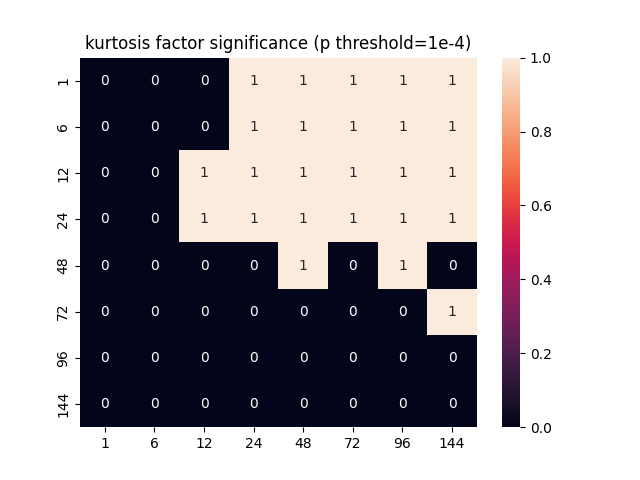 kurtosis factor significance (p threshold=1e-4)
1 0 0 0 1 1 1 1 1
6 0 0 0 1 1 1 1 1
12 0 0 1 1 1 1 1 1
24 0 0 1 1 1 1 1 1
48 0 0 0 0 1 0 1 0
72 0 0 0 0 0 0 0 1
96 0 0 0 0 0 0 0 0
144 0 0 0 0 0 0 0 0
1 6 12 24 48 72 96 144
1.0
0.8
0.6
0.4
0.2
0.0